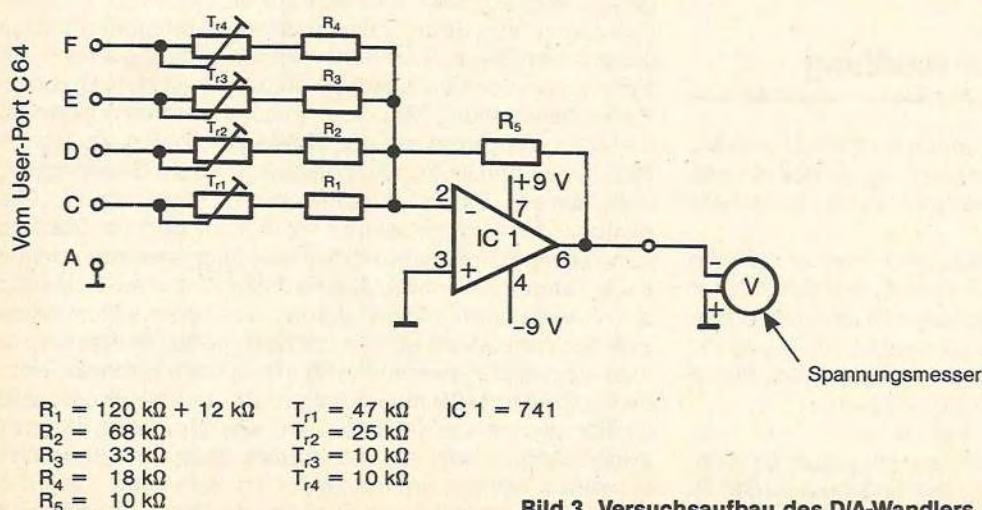 Vom User-Port C 64
F
Tr4
R4
E
Tr3
R3
D
Tr2
R2
C
Tr1
R1
A
R5
2
–
+9 V
7
IC 1
6
3
+
4
–9 V
–
V
+
Spannungsmesser
R1 = 120 kΩ + 12 kΩ Tr1 = 47 kΩ IC 1 = 741
R2 = 68 kΩ Tr2 = 25 kΩ
R3 = 33 kΩ Tr3 = 10 kΩ
R4 = 18 kΩ Tr4 = 10 kΩ
R5 = 10 kΩ
Bild 3. Versuchsaufbau des D/A-Wandlers